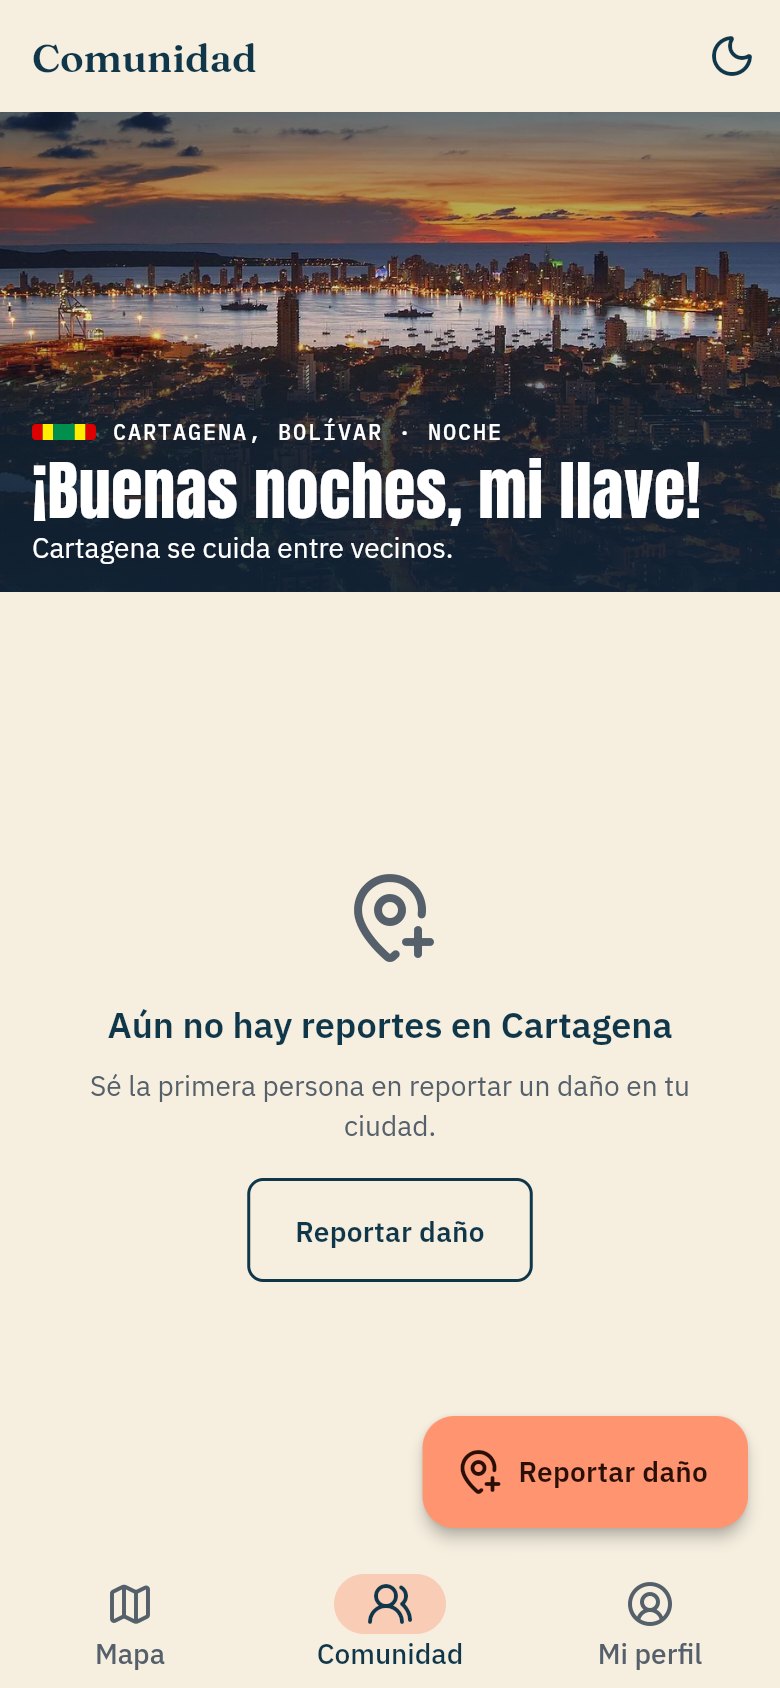 Comunidad
CARTAGENA, BOLÍVAR · NOCHE
¡Buenas noches, mi llave!
Cartagena se cuida entre vecinos.
Aún no hay reportes en Cartagena
Sé la primera persona en reportar un daño en tu
ciudad.
Reportar daño
Reportar daño
Mapa
Comunidad
Mi perfil